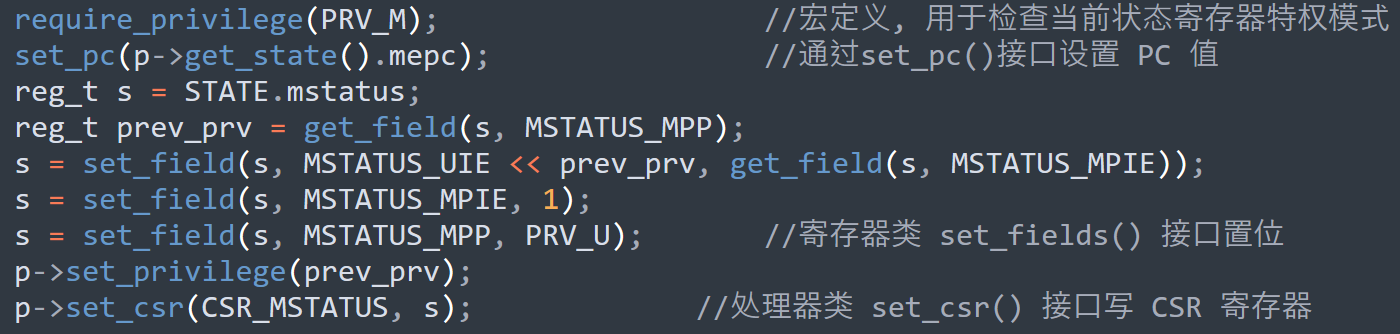 require_privilege(PRV_M); //宏定义, 用于检查当前状态寄存器特权模式
set_pc(p->get_state().mepc); //通过set_pc()接口设置 PC 值
reg_t s = STATE.mstatus;
reg_t prev_prv = get_field(s, MSTATUS_MPP);
s = set_field(s, MSTATUS_UIE << prev_prv, get_field(s, MSTATUS_MPIE));
s = set_field(s, MSTATUS_MPIE, 1);
s = set_field(s, MSTATUS_MPP, PRV_U); //寄存器类 set_fields() 接口置位
p->set_privilege(prev_prv);
p->set_csr(CSR_MSTATUS, s); //处理器类 set_csr() 接口写 CSR 寄存器